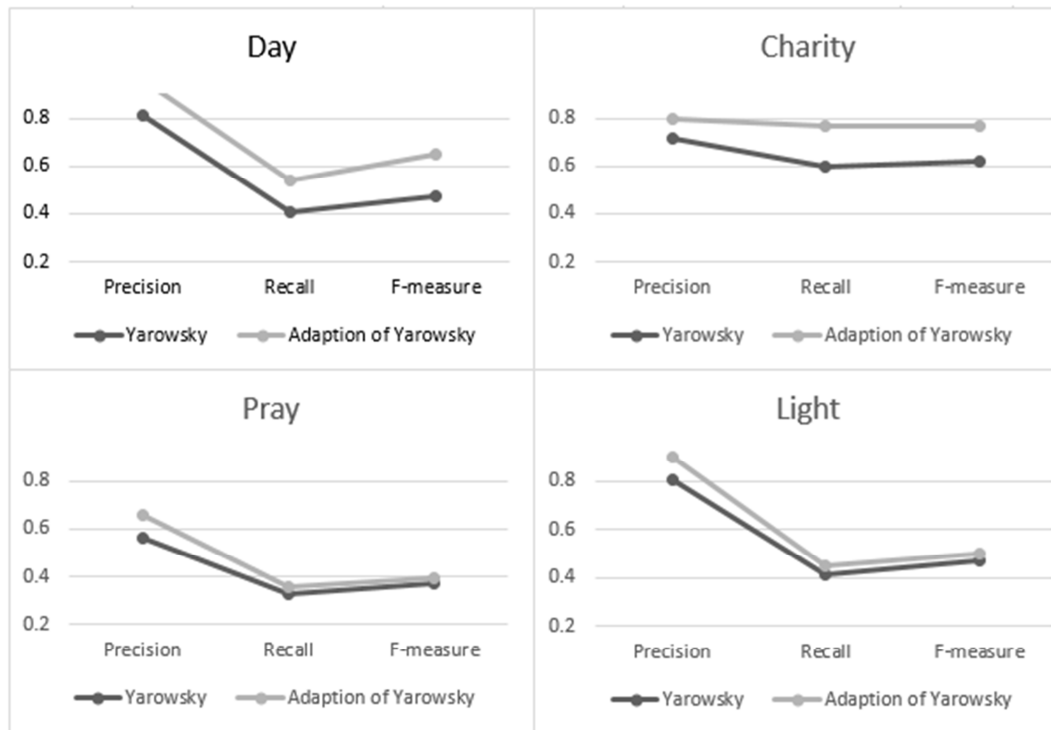 Day
0.8
0.6
0.4
0.2
Precision Recall F-measure
Yarowsky Adaption of Yarowsky
Charity
0.8
0.6
0.4
0.2
Precision Recall F-measure
Yarowsky Adaption of Yarowsky
Pray
0.8
0.6
0.4
0.2
Precision Recall F-measure
Yarowsky Adaption of Yarowsky
Light
0.8
0.6
0.4
0.2
Precision Recall F-measure
Yarowsky Adaption of Yarowsky